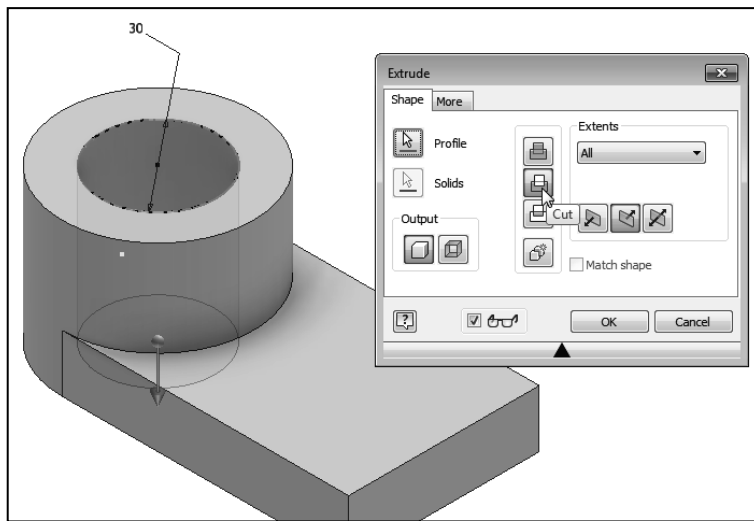 30
Extrude
Shape More
Extents
Profile
All
Solids
Output
Cut
Match shape
?
OK Cancel